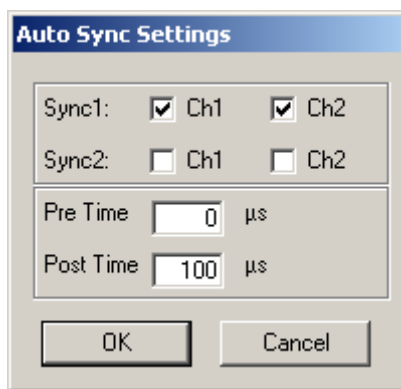 Auto Sync Settings
Sync1: Ch1 Ch2
Sync2: Ch1 Ch2
Pre Time 0 µs
Post Time 100 µs
OK Cancel